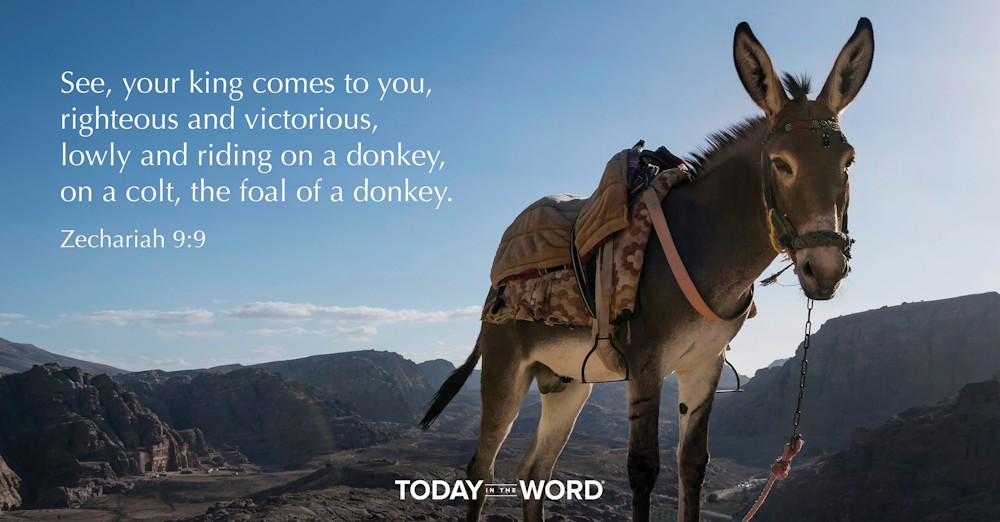 See, your king comes to you,
righteous and victorious,
lowly and riding on a donkey,
on a colt, the foal of a donkey.
Zechariah 9:9
TODAY IN THE WORD®